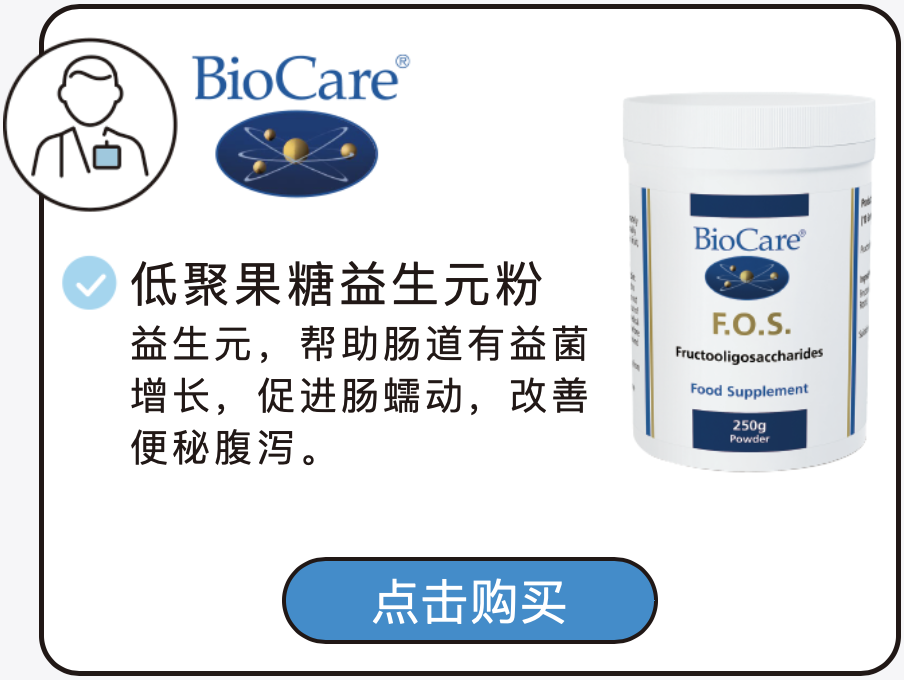 BioCare®
低聚果糖益生元粉
益生元，帮助肠道有益菌
增长，促进肠蠕动，改善
便秘腹泻。
BioCare®
F.O.S.
Fructooligosaccharides
Food Supplement
250g
Powder
点击购买